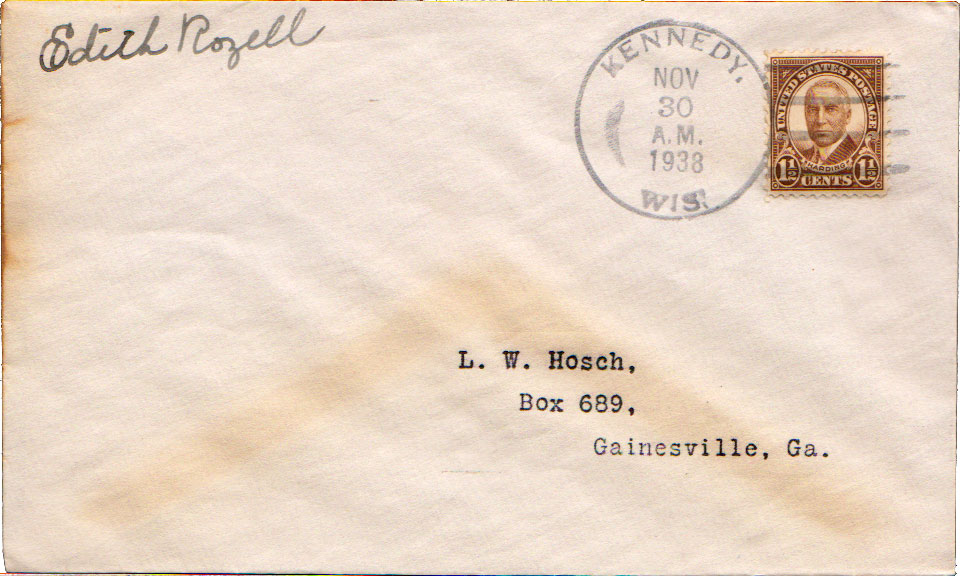 Edith Rozell
KENNEDY,
NOV
30
A.M.
1938
WIS.
UNITED STATES POSTAGE
HARDING
1½ 1½
CENTS
L. W. Hosch,
Box 689,
Gainesville, Ga.